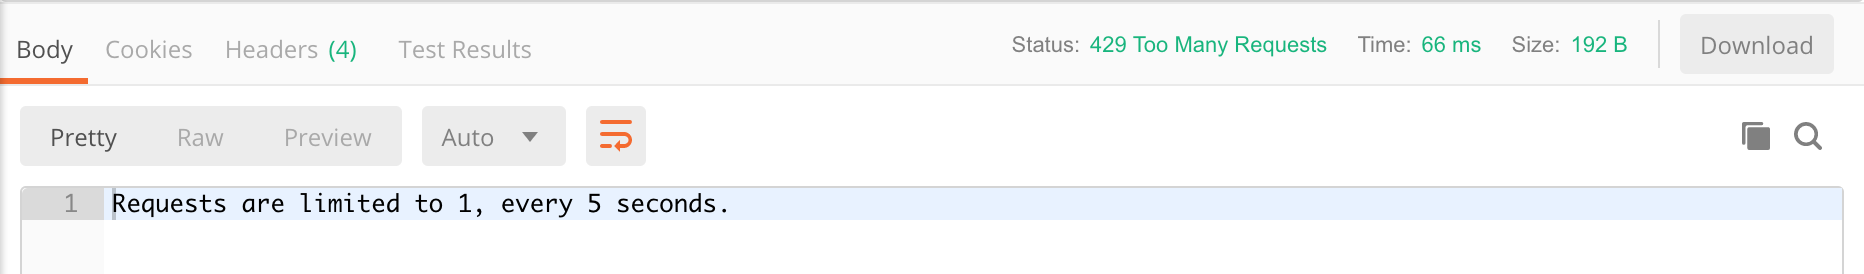 Body Cookies Headers (4) Test Results Status: 429 Too Many Requests Time: 66 ms Size: 192 B Download
Pretty Raw Preview Auto
1 Requests are limited to 1, every 5 seconds.